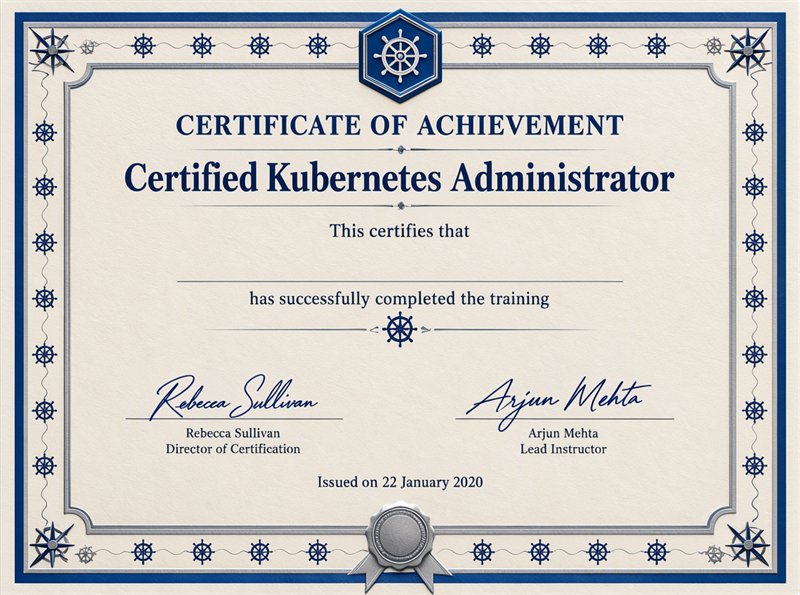 CERTIFICATE OF ACHIEVEMENT
Certified Kubernetes Administrator
This certifies that
has successfully completed the training
Rebecca Sullivan
Arjun Mehta
Rebecca Sullivan
Director of Certification
Arjun Mehta
Lead Instructor
Issued on 22 January 2020